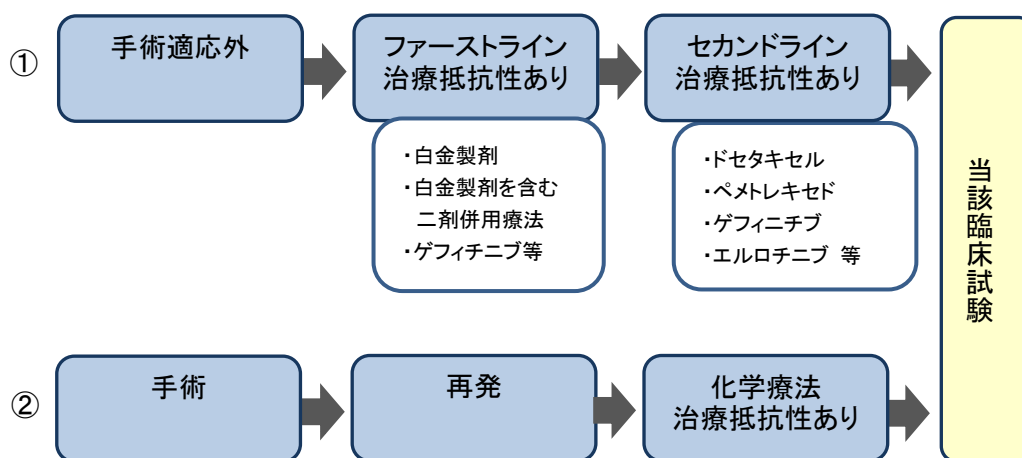 ①
手術適応外
ファーストライン
治療抵抗性あり
・白金製剤
・白金製剤を含む
二剤併用療法
・ゲフィチニブ等
セカンドライン
治療抵抗性あり
・ドセタキセル
・ペメトレキセド
・ゲフィニチブ
・エルロチニブ 等
②
手術
再発
化学療法
治療抵抗性あり
当該臨床試験